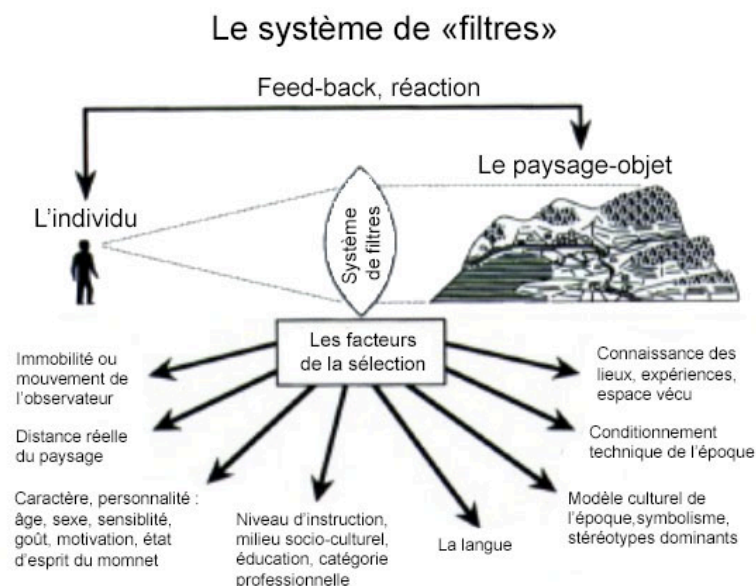 Le système de «filtres»
Feed-back, réaction
Le paysage-objet
L'individu
Système
de filtres
Les facteurs
de la sélection
Immobilité ou
mouvement de
l'observateur
Distance réelle
du paysage
Caractère, personnalité :
âge, sexe, sensiblité,
goût, motivation, état
d'esprit du momnet
Niveau d'instruction,
milieu socio-culturel,
éducation, catégorie
professionnelle
La langue
Modèle culturel de
l'époque,symbolisme,
stéréotypes dominants
Conditionnement
technique de l'époque
Connaissance des
lieux, expériences,
espace vécu